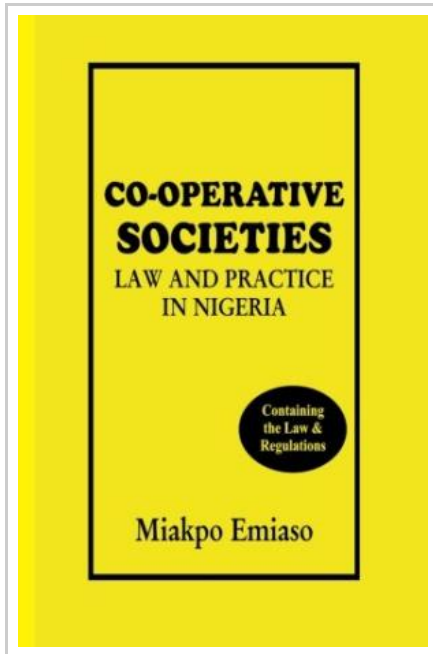 CO-OPERATIVE
SOCIETIES
LAW AND PRACTICE
IN NIGERIA
Containing
the Law &
Regulations
Miakpo Emiaso